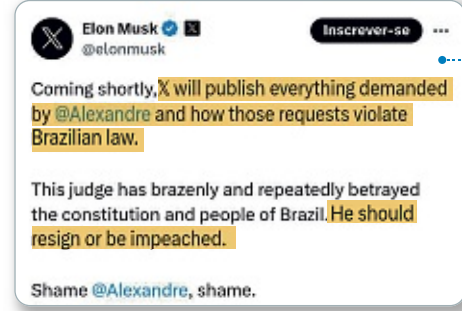 Elon Musk X
@elonmusk
Inscrever-se ...
Coming shortly, X will publish everything demanded
by @Alexandre and how those requests violate
Brazilian law.
This judge has brazenly and repeatedly betrayed
the constitution and people of Brazil. He should
resign or be impeached.
Shame @Alexandre, shame.